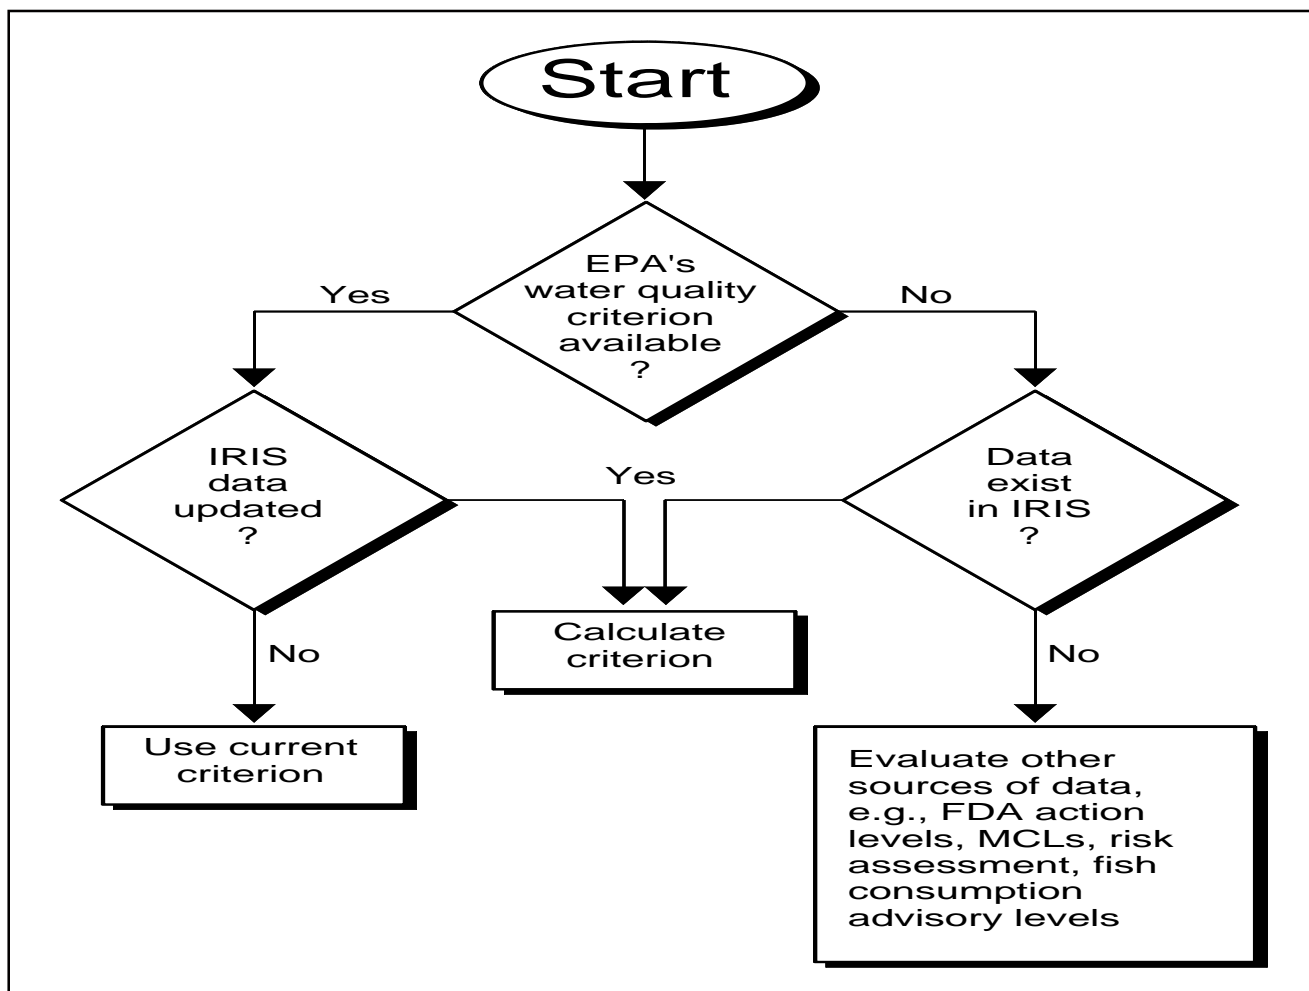 Start
EPA's
water quality
criterion
available
?
Yes
No
IRIS
data
updated
?
Yes
Data
exist
in IRIS
?
Calculate
criterion
No
No
Use current
criterion
Evaluate other
sources of data,
e.g., FDA action
levels, MCLs, risk
assessment, fish
consumption
advisory levels